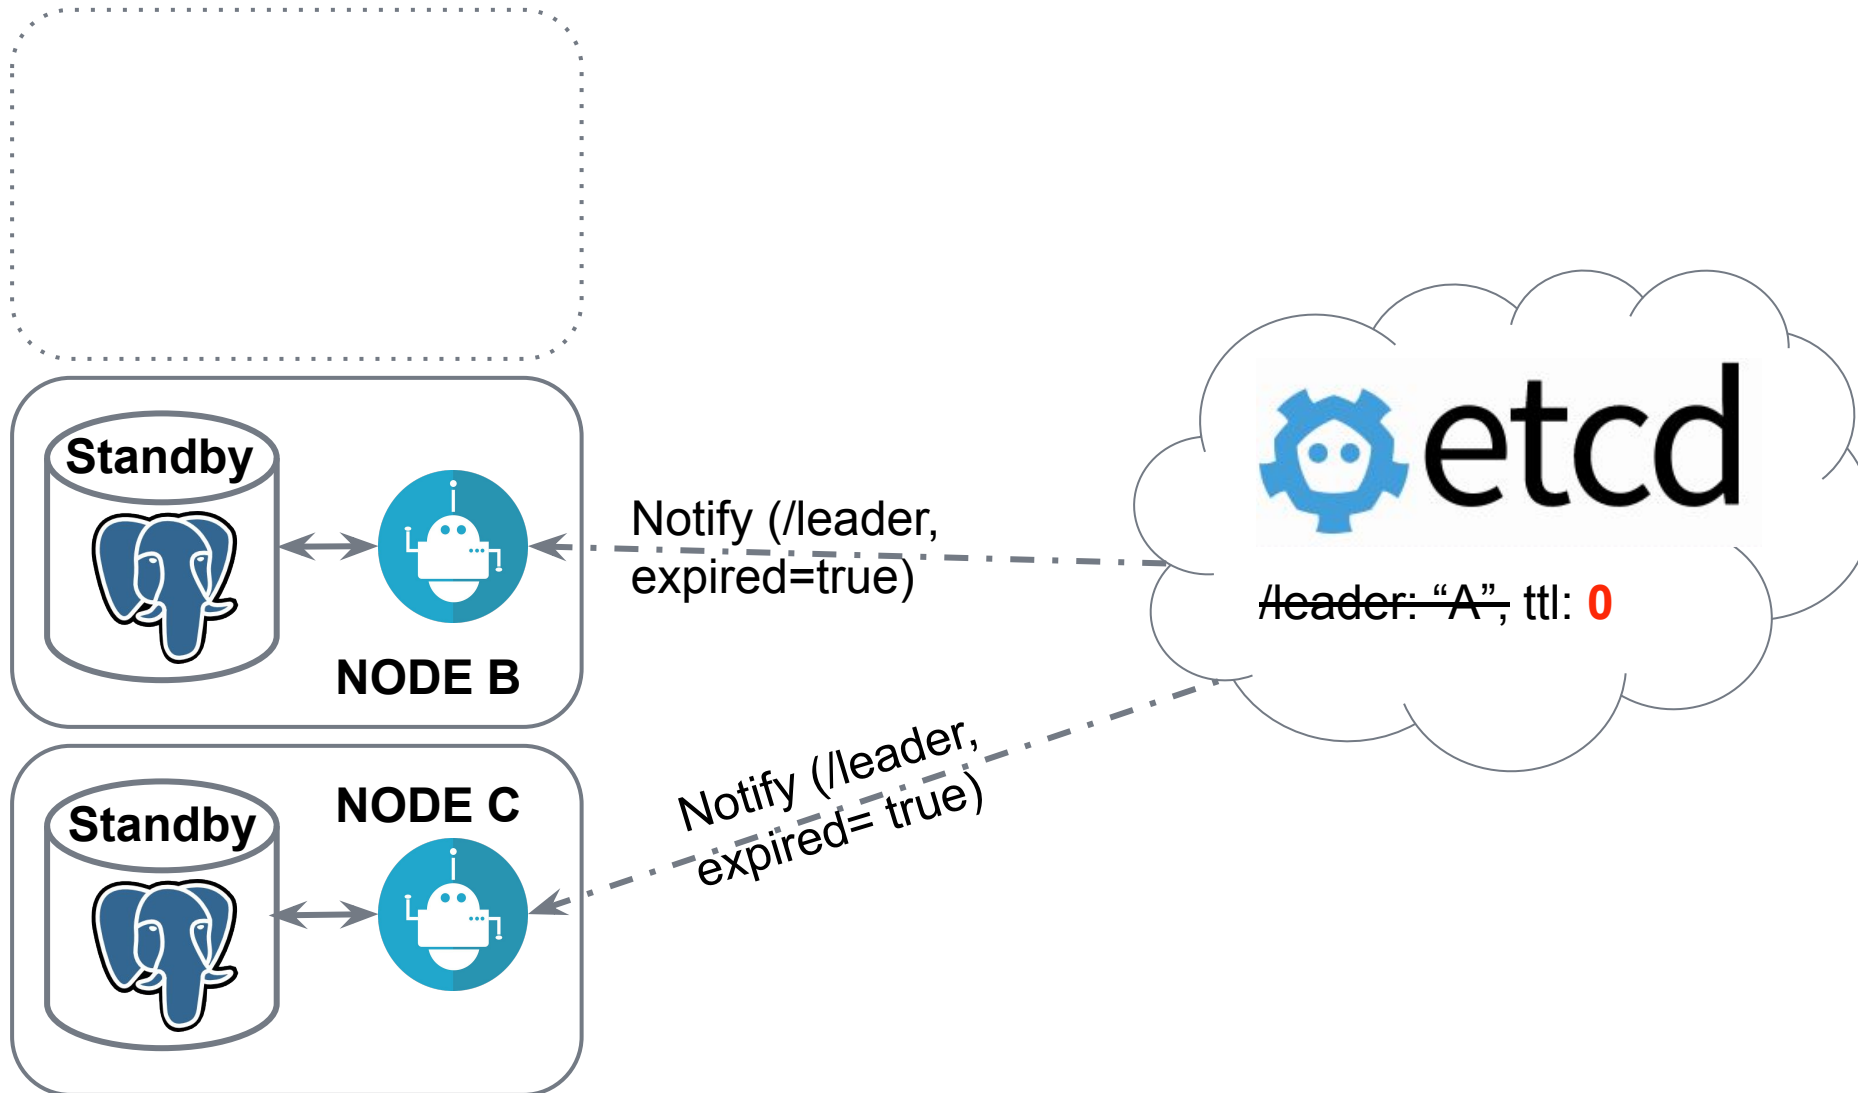 Standby
NODE B
Notify (/leader,
expired=true)
etcd
/leader: “A”, ttl: 0
Standby
NODE C
Notify (/leader,
expired= true)